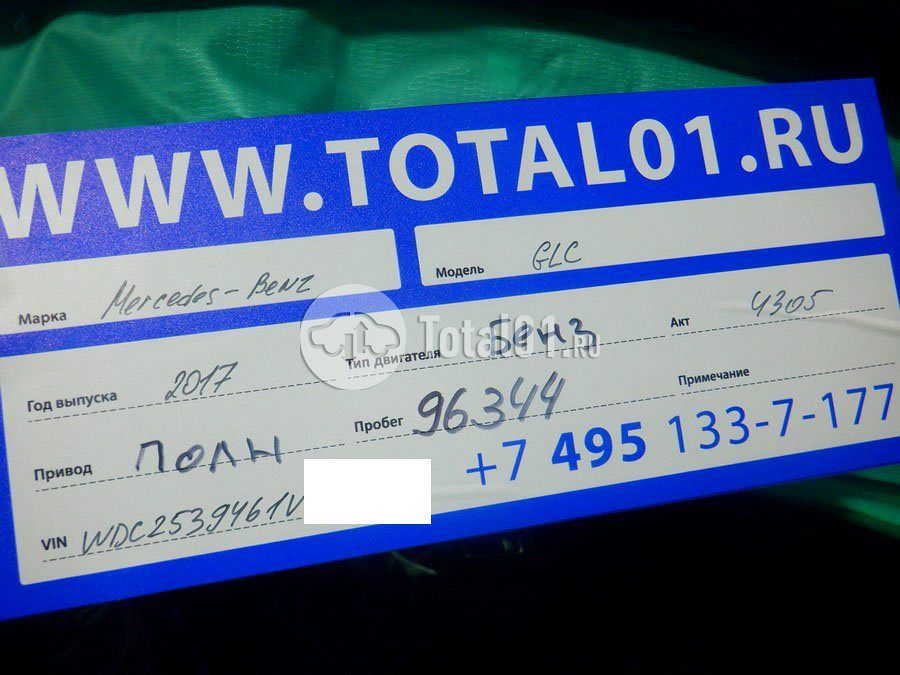 WWW.TOTAL01.RU
Марка Mercedes-Benz Модель GLC
Год выпуска 2017 Тип двигателя Бенз Акт 4305
Привод ПОЛН Пробег 96344 Примечание
+7 495 133-7-177
VIN WDC2539461V
Total01.RU